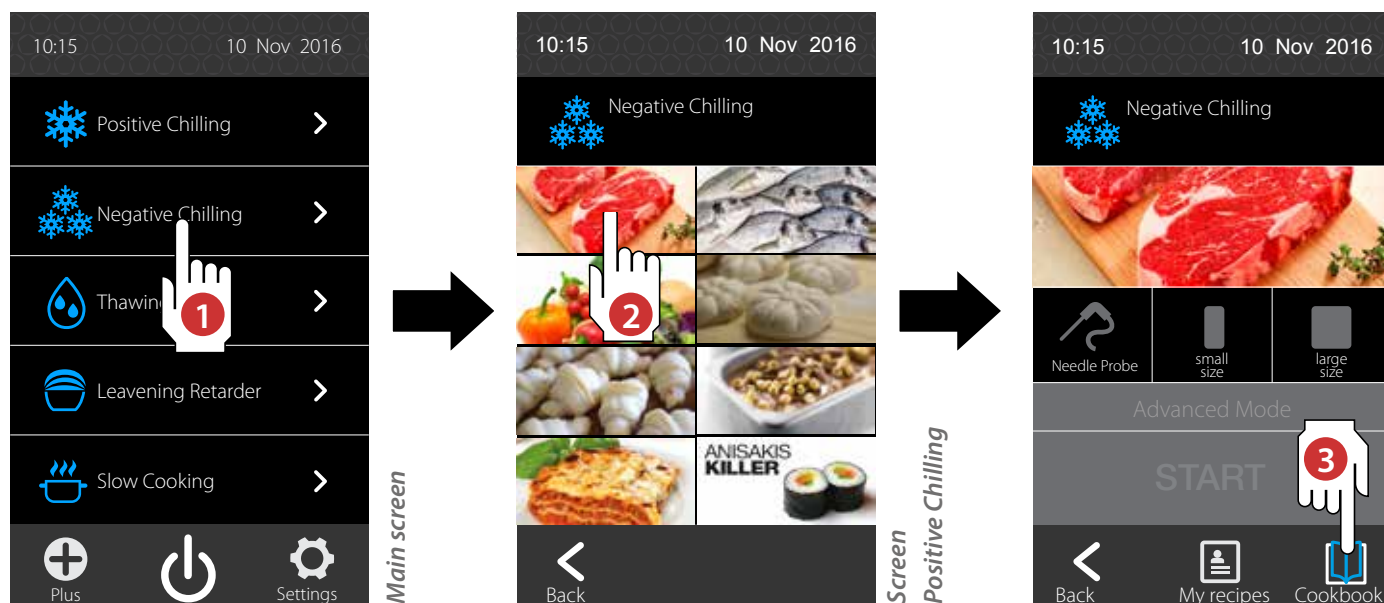 10:15 10 Nov 2016
Positive Chilling
Negative Chilling
Thawin
1
Leavening Retarder
Slow Cooking
Plus
Settings
Main screen
10:15 10 Nov 2016
Negative Chilling
2
ANISAKIS
KILLER
Back
Screen
Positive Chilling
10:15 10 Nov 2016
Negative Chilling
Needle Probe
small
size
large
size
Advanced Mode
START
3
Back
My recipes
Cookbook